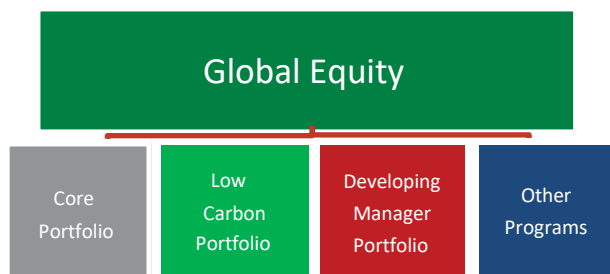 Global Equity
Core
Portfolio
Low
Carbon
Portfolio
Developing
Manager
Portfolio
Other
Programs